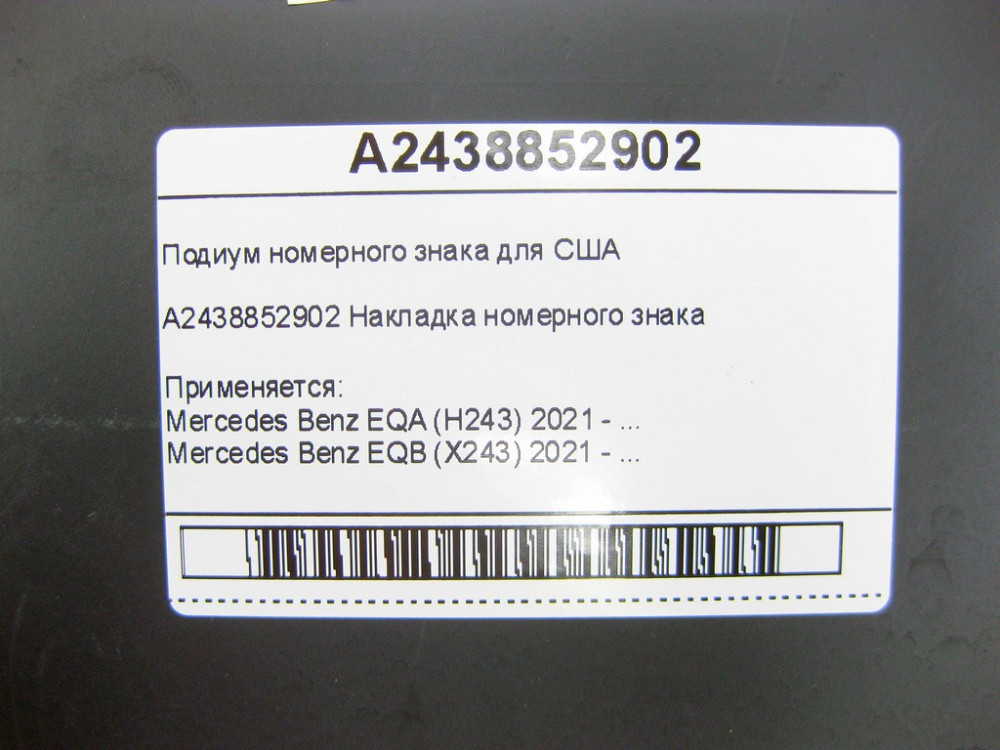 A2438852902
Подиум номерного знака для США
A2438852902 Накладка номерного знака
Применяется:
Mercedes Benz EQA (H243) 2021 - ...
Mercedes Benz EQB (X243) 2021 - ...